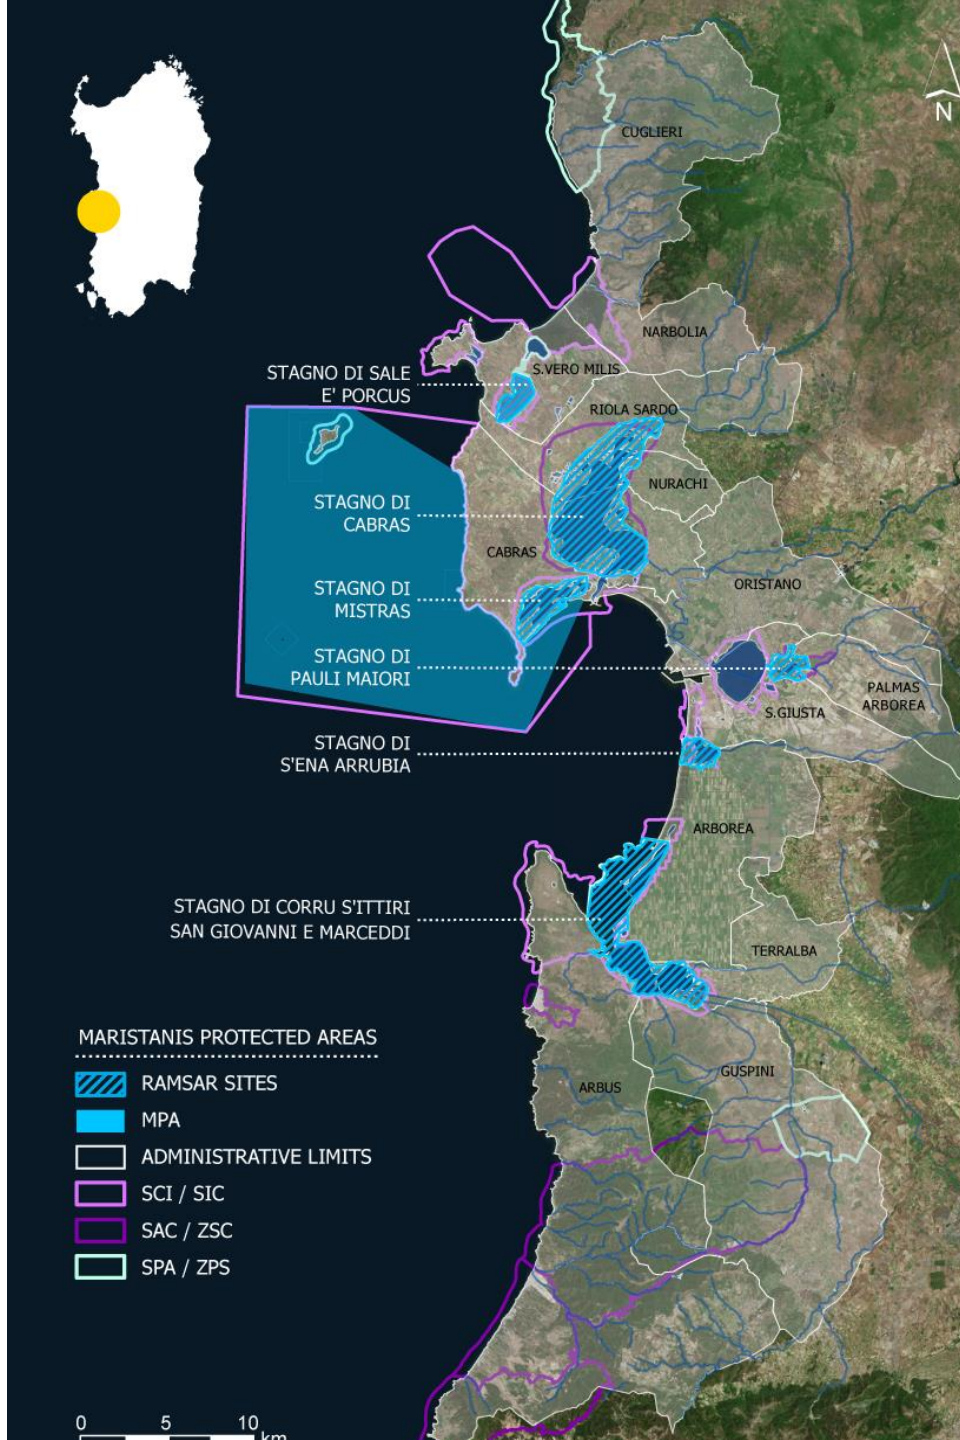 CUGLIERI
N
NARBOLIA
S.VERO MILIS
STAGNO DI SALE
E' PORCUS
RIOLA SARDO
NURACHI
STAGNO DI
CABRAS
CABRAS
ORISTANO
STAGNO DI
MISTRAS
STAGNO DI
PAULI MAIORI
PALMAS
ARBOREA
S.GIUSTA
STAGNO DI
S'ENA ARRUBIA
ARBOREA
STAGNO DI CORRU S'ITTIRI
SAN GIOVANNI E MARCEDDI
TERRALBA
MARISTANIS PROTECTED AREAS
RAMSAR SITES
MPA
ADMINISTRATIVE LIMITS
SCI / SIC
SAC / ZSC
SPA / ZPS
GUSPINI
ARBUS
0 5 10
km